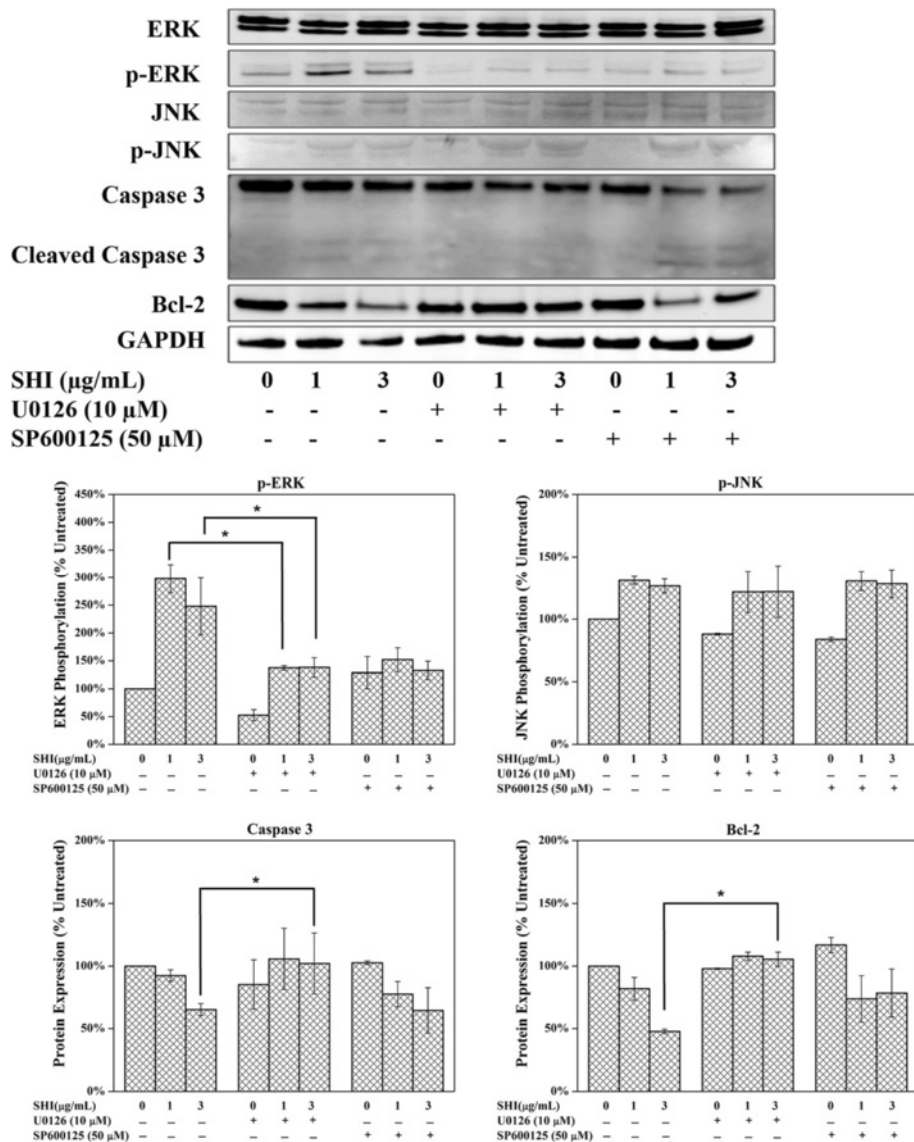 ERK
p-ERK
JNK
p-JNK
Caspase 3
Cleaved Caspase 3
Bcl-2
GAPDH
SHI (µg/mL) 0 1 3 0 1 3 0 1 3
U0126 (10 µM) - - - + + + - - -
SP600125 (50 µM) - - - - - - + + +
p-ERK
ERK Phosphorylation (% Untreated)
450%
400%
350%
300%
250%
200%
150%
100%
50%
0%
* *
SHI(µg/mL) 0 1 3 0 1 3 0 1 3
U0126 (10 µM) – – – + + + – – –
SP600125 (50 µM) – – – – – – + + +
p-JNK
JNK Phosphorylation (% Untreated)
200%
150%
100%
50%
0%
SHI(µg/mL) 0 1 3 0 1 3 0 1 3
U0126 (10 µM) – – – + + + – – –
SP600125 (50 µM) – – – – – – + + +
Caspase 3
Protein Expression (% Untreated)
200%
150%
100%
50%
0%
*
SHI(µg/mL) 0 1 3 0 1 3 0 1 3
U0126 (10 µM) – – – + + + – – –
SP600125 (50 µM) – – – – – – + + +
Bcl-2
Protein Expression (% Untreated)
200%
150%
100%
50%
0%
*
SHI(µg/mL) 0 1 3 0 1 3 0 1 3
U0126 (10 µM) – – – + + + – – –
SP600125 (50 µM) – – – – – – + + +